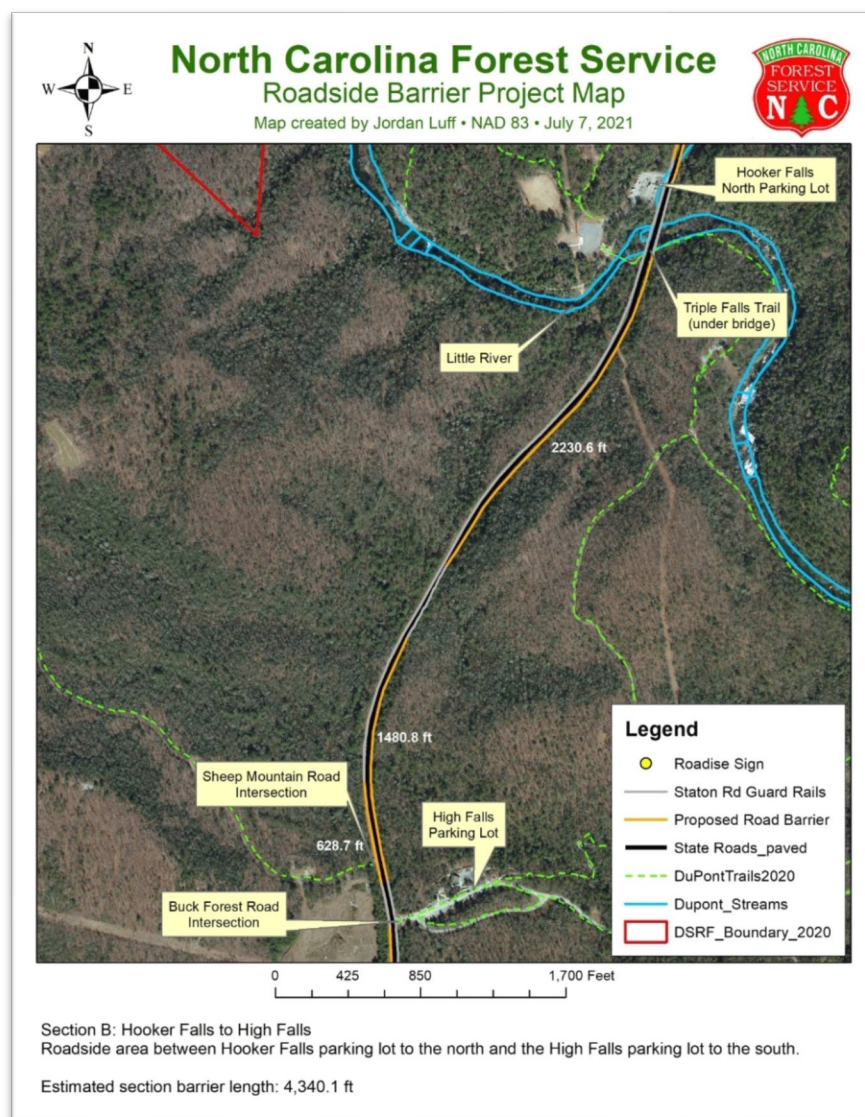 N
W
E
S
North Carolina Forest Service
Roadside Barrier Project Map
Map created by Jordan Luff • NAD 83 • July 7, 2021
NORTH CAROLINA
FOREST
SERVICE
N C
Hooker Falls
North Parking Lot
Triple Falls Trail
(under bridge)
Little River
2230.6 ft
1480.8 ft
Sheep Mountain Road
Intersection
High Falls
Parking Lot
628.7 ft
Buck Forest Road
Intersection
Legend
Roadise Sign
Staton Rd Guard Rails
Proposed Road Barrier
State Roads_paved
DuPontTrails2020
Dupont_Streams
DSRF_Boundary_2020
0 425 850 1,700 Feet
Section B: Hooker Falls to High Falls
Roadside area between Hooker Falls parking lot to the north and the High Falls parking lot to the south.
Estimated section barrier length: 4,340.1 ft